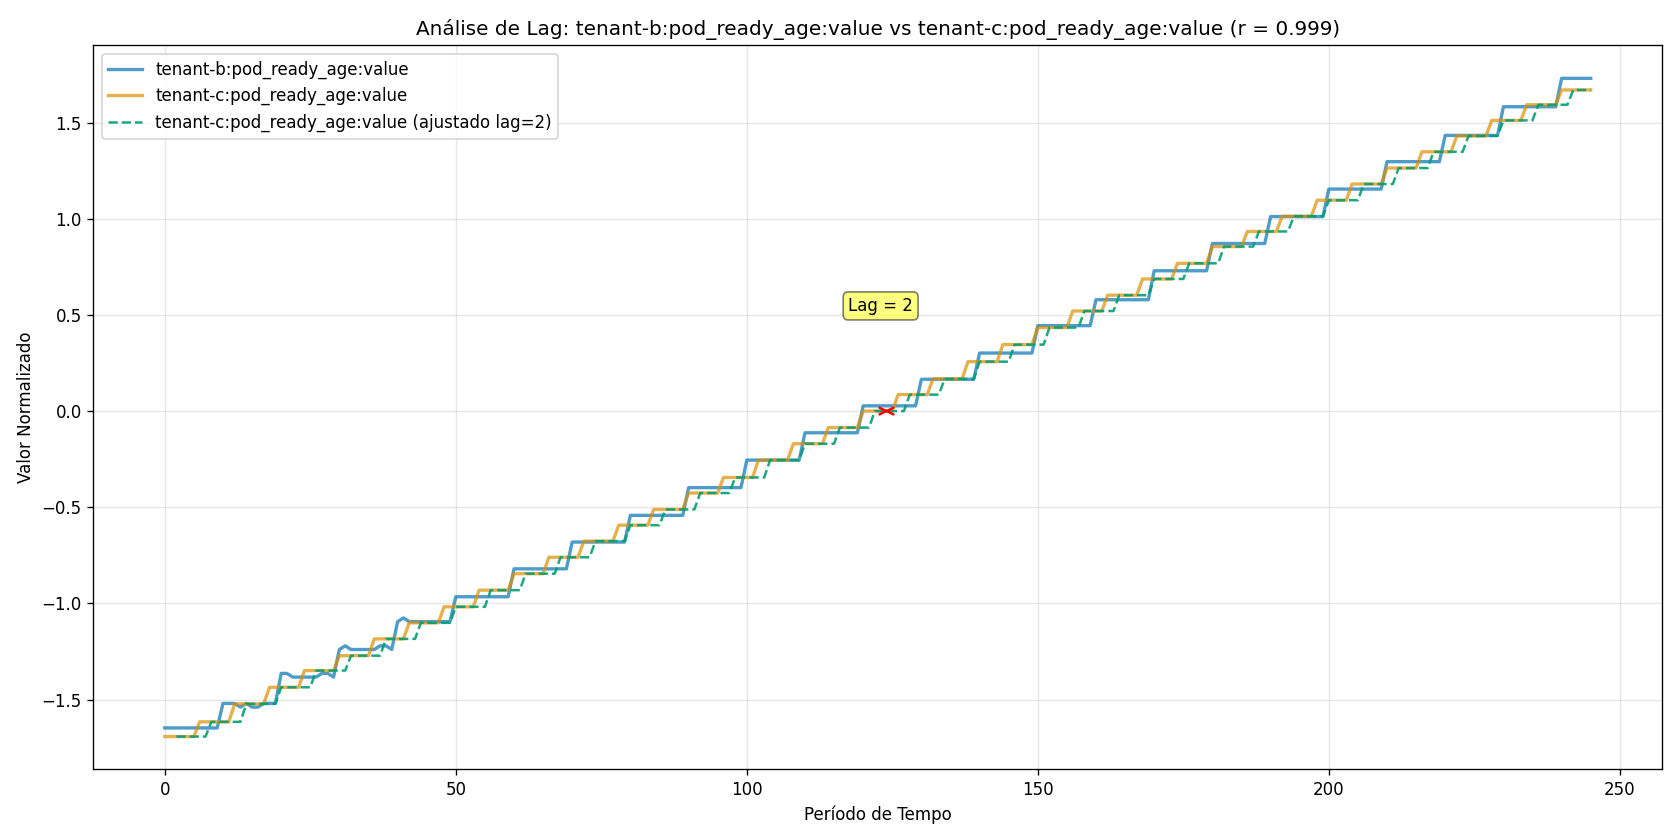 Análise de Lag: tenant-b:pod_ready_age:value vs tenant-c:pod_ready_age:value (r = 0.999)
tenant-b:pod_ready_age:value
tenant-c:pod_ready_age:value
tenant-c:pod_ready_age:value (ajustado lag=2)
Lag = 2
Valor Normalizado
1.5
1.0
0.5
0.0
−0.5
−1.0
−1.5
0 50 100 150 200 250
Período de Tempo